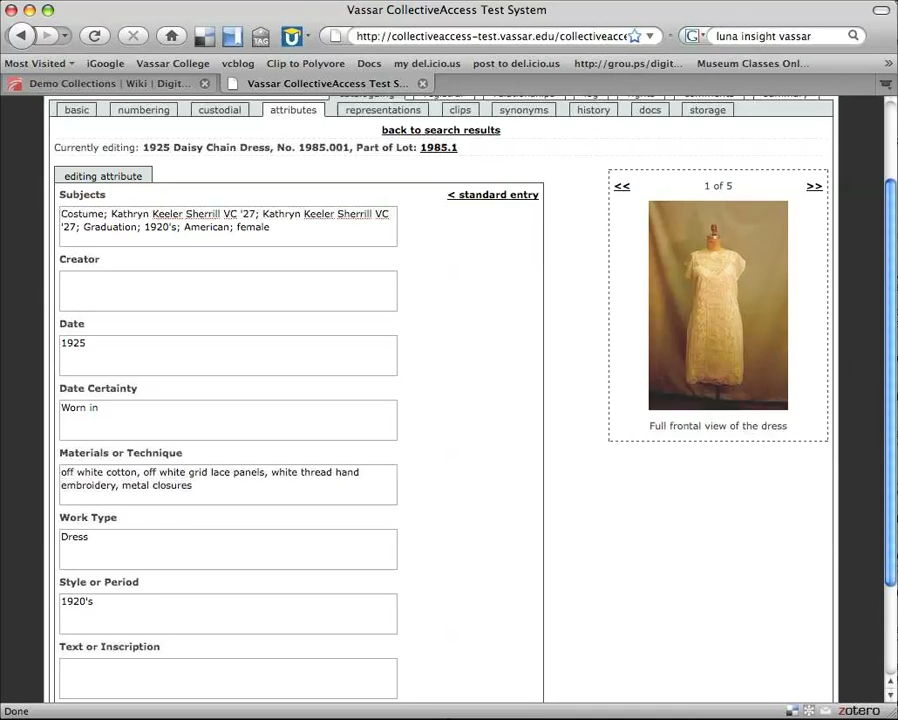 Vassar CollectiveAccess Test System
http://collectiveaccess-test.vassar.edu/collectiveacce
luna insight vassar
Most Visited iGoogle Vassar College vcblog Clip to Polyvore Docs my del.icio.us post to del.icio.us http://grou.ps/digit... Museum Classes Onl...
Demo Collections | Wiki | Digit... Vassar CollectiveAccess Test S...
basic numbering custodial attributes representations clips synonyms history docs storage
back to search results
Currently editing: 1925 Daisy Chain Dress, No. 1985.001, Part of Lot: 1985.1
editing attribute
Subjects
< standard entry
Costume; Kathryn Keeler Sherrill VC '27; Kathryn Keeler Sherrill VC
'27; Graduation; 1920's; American; female
Creator
Date
1925
Date Certainty
Worn in
Materials or Technique
off white cotton, off white grid lace panels, white thread hand
embroidery, metal closures
Work Type
Dress
Style or Period
1920's
Text or Inscription
<< 1 of 5 >>
Full frontal view of the dress
Done
zotero